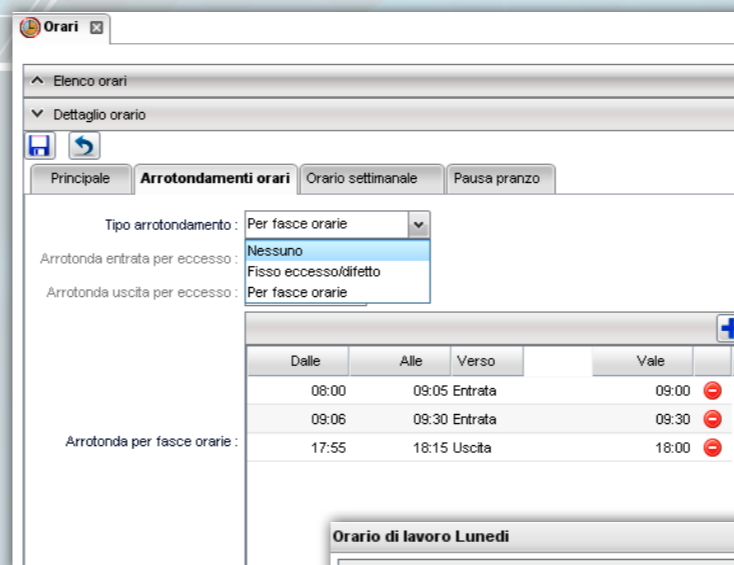 Orari
Elenco orari
Dettaglio orario
Principale Arrotondamenti orari Orario settimanale Pausa pranzo
Tipo arrotondamento : Per fasce orarie
Nessuno
Arrotonda entrata per eccesso :
Fisso eccesso/difetto
Arrotonda uscita per eccesso : Per fasce orarie
Dalle Alle Verso Vale
08:00 09:05 Entrata 09:00
09:06 09:30 Entrata 09:30
Arrotonda per fasce orarie :
17:55 18:15 Uscita 18:00
Orario di lavoro Lunedi